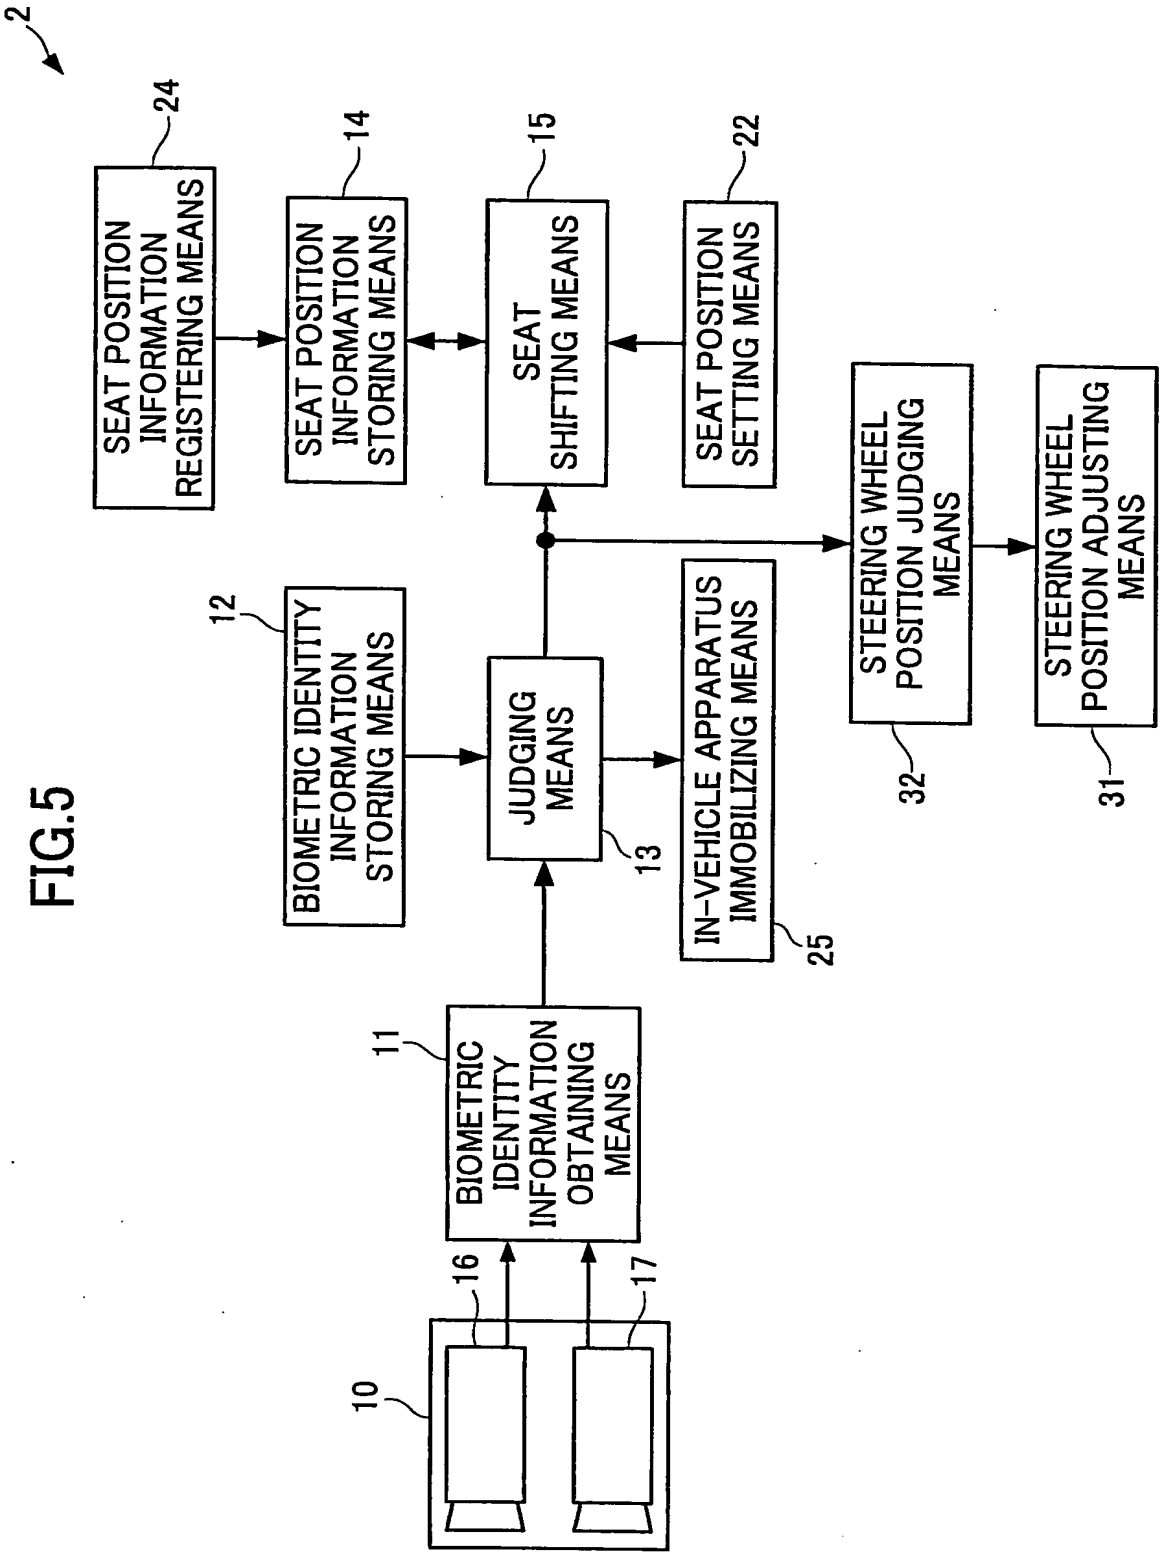 FIG.5
2
10
16
17
11
BIOMETRIC
IDENTITY
INFORMATION
OBTAINING
MEANS
12
BIOMETRIC IDENTITY
INFORMATION
STORING MEANS
JUDGING
MEANS
13
IN-VEHICLE APPARATUS
IMMOBILIZING MEANS
25
24
SEAT POSITION
INFORMATION
REGISTERING MEANS
14
SEAT POSITION
INFORMATION
STORING MEANS
15
SEAT
SHIFTING MEANS
22
SEAT POSITION
SETTING MEANS
STEERING WHEEL
POSITION JUDGING
MEANS
32
STEERING WHEEL
POSITION ADJUSTING
MEANS
31